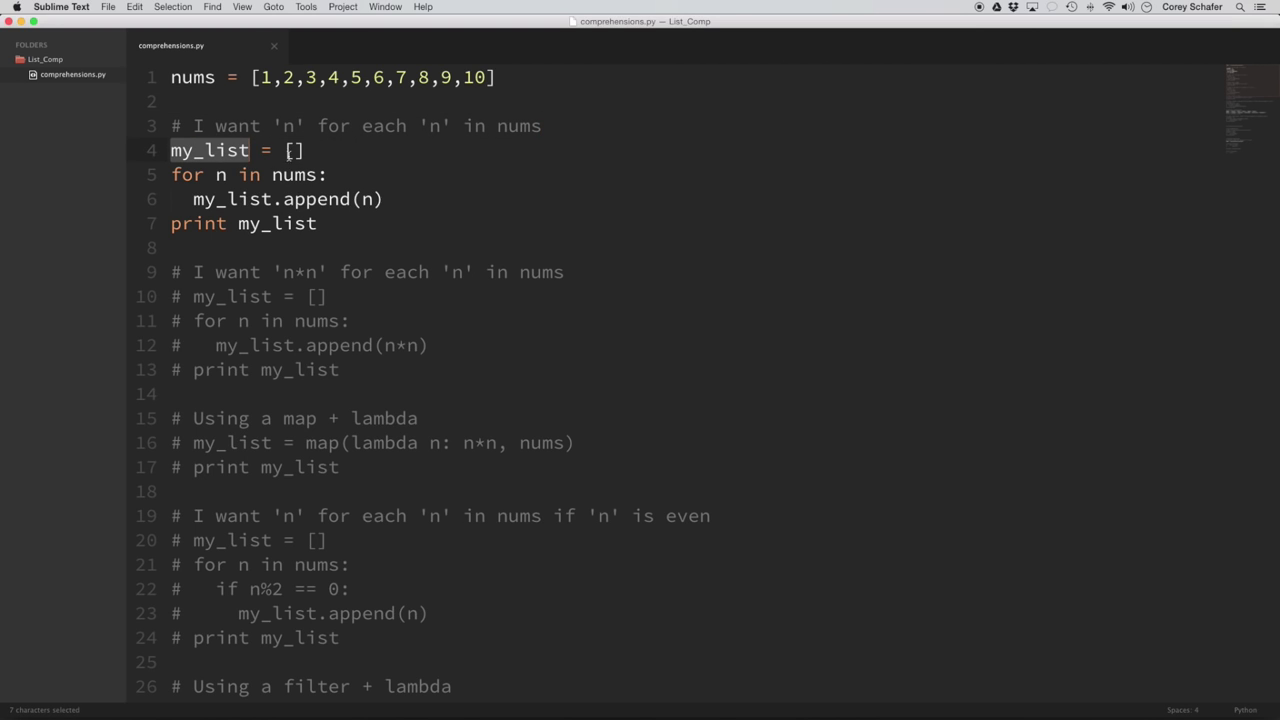 Sublime Text File Edit Selection Find View Goto Tools Project Window Help Corey Schafer
comprehensions.py — List_Comp
FOLDERS
List_Comp
comprehensions.py
comprehensions.py
1 nums = [1,2,3,4,5,6,7,8,9,10]
2
3 # I want 'n' for each 'n' in nums
4 my_list = []
5 for n in nums:
6 my_list.append(n)
7 print my_list
8
9 # I want 'n*n' for each 'n' in nums
10 # my_list = []
11 # for n in nums:
12 # my_list.append(n*n)
13 # print my_list
14
15 # Using a map + lambda
16 # my_list = map(lambda n: n*n, nums)
17 # print my_list
18
19 # I want 'n' for each 'n' in nums if 'n' is even
20 # my_list = []
21 # for n in nums:
22 # if n%2 == 0:
23 # my_list.append(n)
24 # print my_list
25
26 # Using a filter + lambda
7 characters selected Spaces: 4 Python